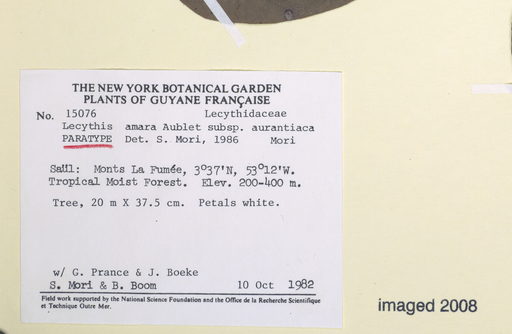 THE NEW YORK BOTANICAL GARDEN
PLANTS OF GUYANE FRANÇAISE
No. 15076 Lecythidaceae
Lecythis amara Aublet subsp. aurantiaca
PARATYPE Det. S. Mori, 1986 Mori
Saül: Monts La Fumée, 3°37'N, 53°12'W.
Tropical Moist Forest. Elev. 200-400 m.
Tree, 20 m X 37.5 cm. Petals white.
w/ G. Prance & J. Boeke
S. Mori & B. Boom 10 Oct 1982
Field work supported by the National Science Foundation and the Office de la Recherche Scientifique
et Technique Outre Mer.
imaged 2008